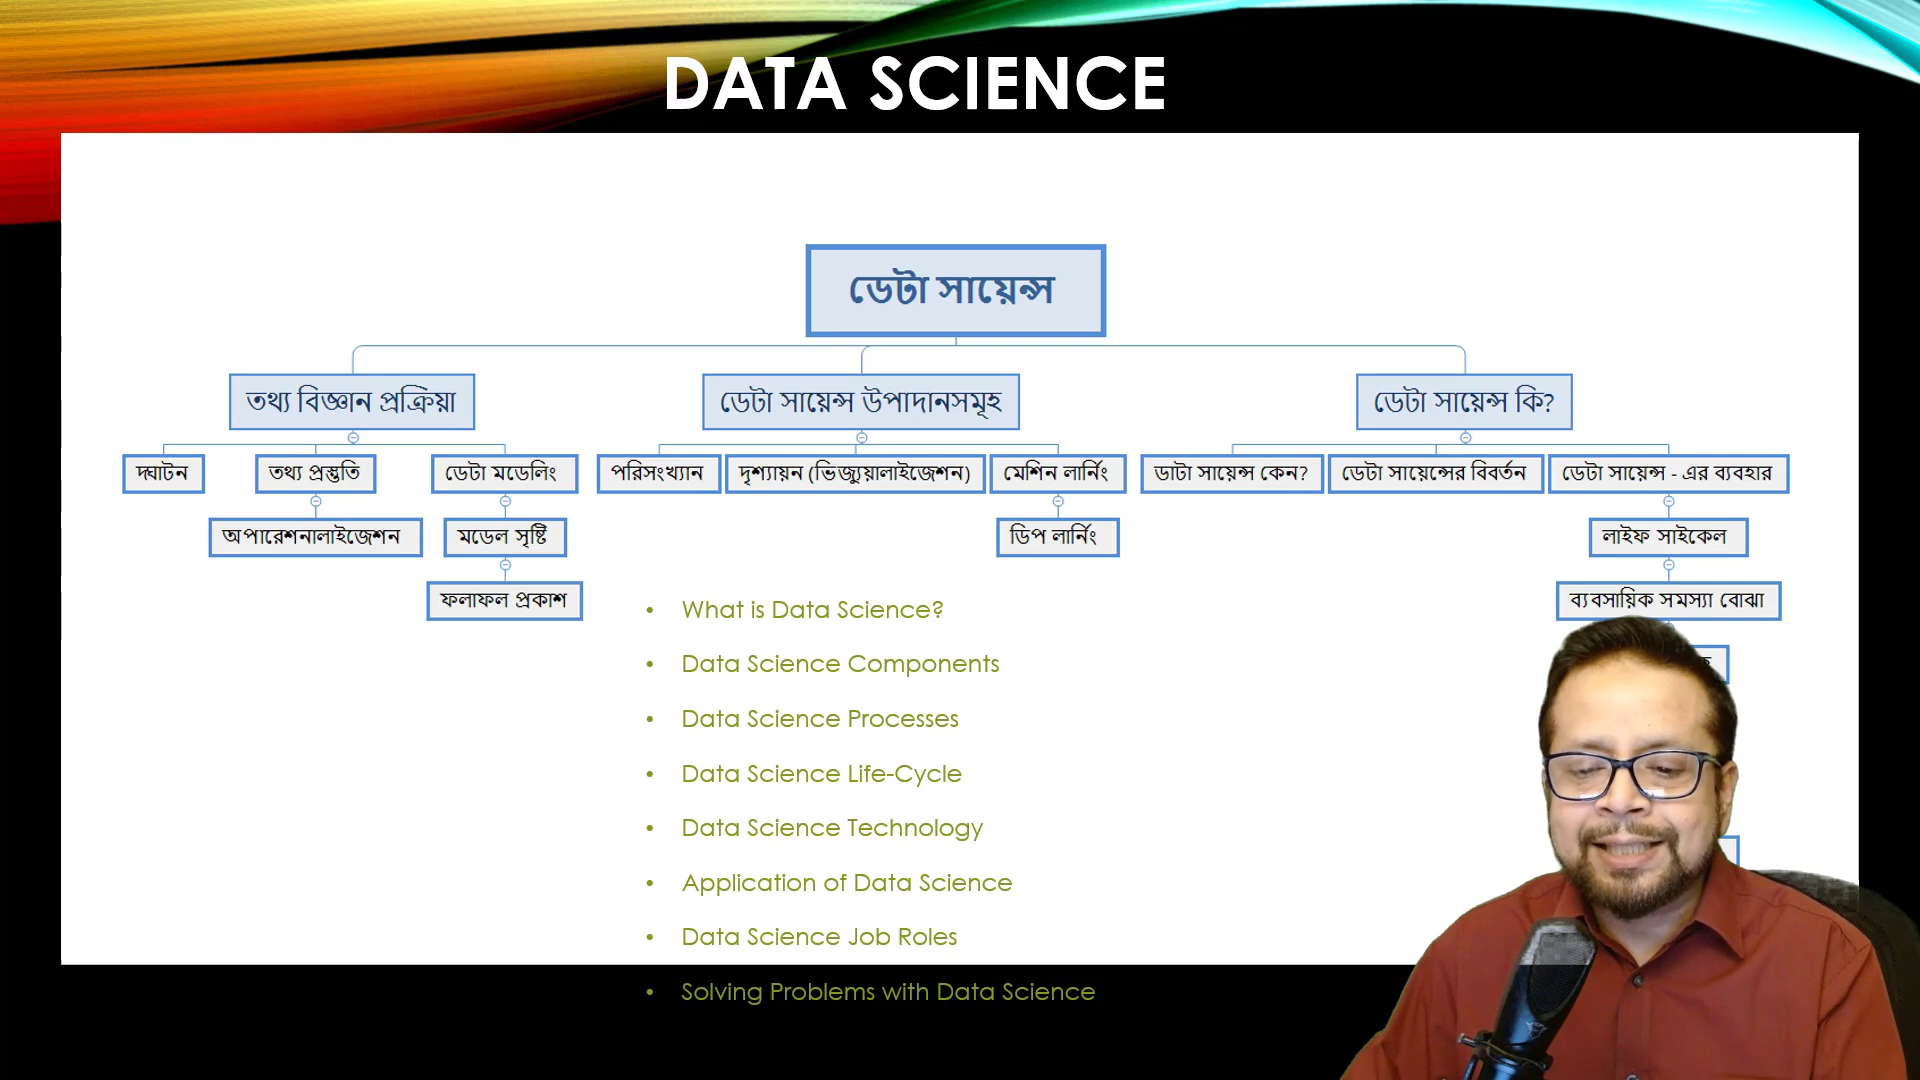 DATA SCIENCE
ডেটা সায়েন্স
তথ্য বিজ্ঞান প্রক্রিয়া
ডেটা সায়েন্স উপাদানসমূহ
ডেটা সায়েন্স কি?
দ্ঘাটন
তথ্য প্রস্তুতি
ডেটা মডেলিং
পরিসংখ্যান
দৃশ্যায়ন (ভিজ্যুয়ালাইজেশন)
মেশিন লার্নিং
ডাটা সায়েন্স কেন?
ডেটা সায়েন্সের বিবর্তন
ডেটা সায়েন্স - এর ব্যবহার
অপারেশনালাইজেশন
মডেল সৃষ্টি
ডিপ লার্নিং
লাইফ সাইকেল
ফলাফল প্রকাশ
ব্যবসায়িক সমস্যা বোঝা
• What is Data Science?
• Data Science Components
• Data Science Processes
• Data Science Life-Cycle
• Data Science Technology
• Application of Data Science
• Data Science Job Roles
• Solving Problems with Data Science